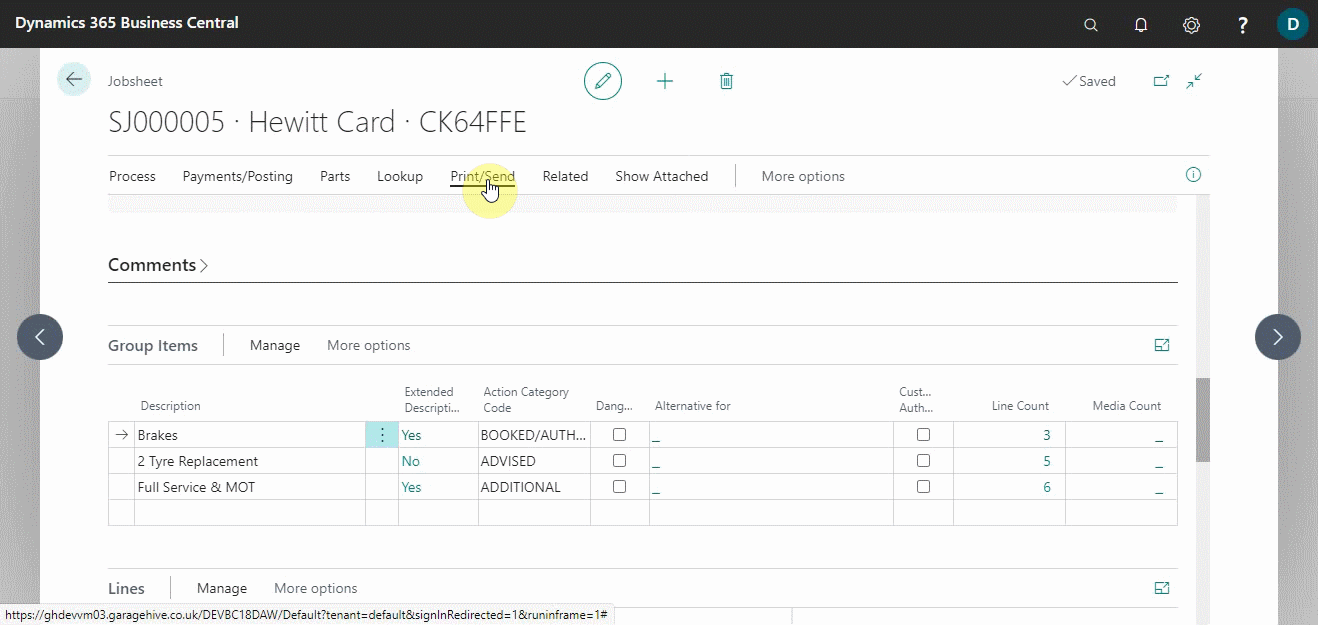 Dynamics 365 Business Central
?
D
Jobsheet
Saved
SJ000005 · Hewitt Card · CK64FFE
Process Payments/Posting Parts Lookup Print/Send Related Show Attached More options
Comments
Group Items Manage More options
Description Extended Descripti... Action Category Code Dang... Alternative for Cust... Auth... Line Count Media Count
Brakes Yes BOOKED/AUTH... _ 3 _
2 Tyre Replacement No ADVISED _ 5 _
Full Service & MOT Yes ADDITIONAL _ 6 _
Lines Manage More options
https://ghdevvm03.garagehive.co.uk/DEVBC18DAW/Default?tenant=default&signInRedirected=1&runinframe=1#